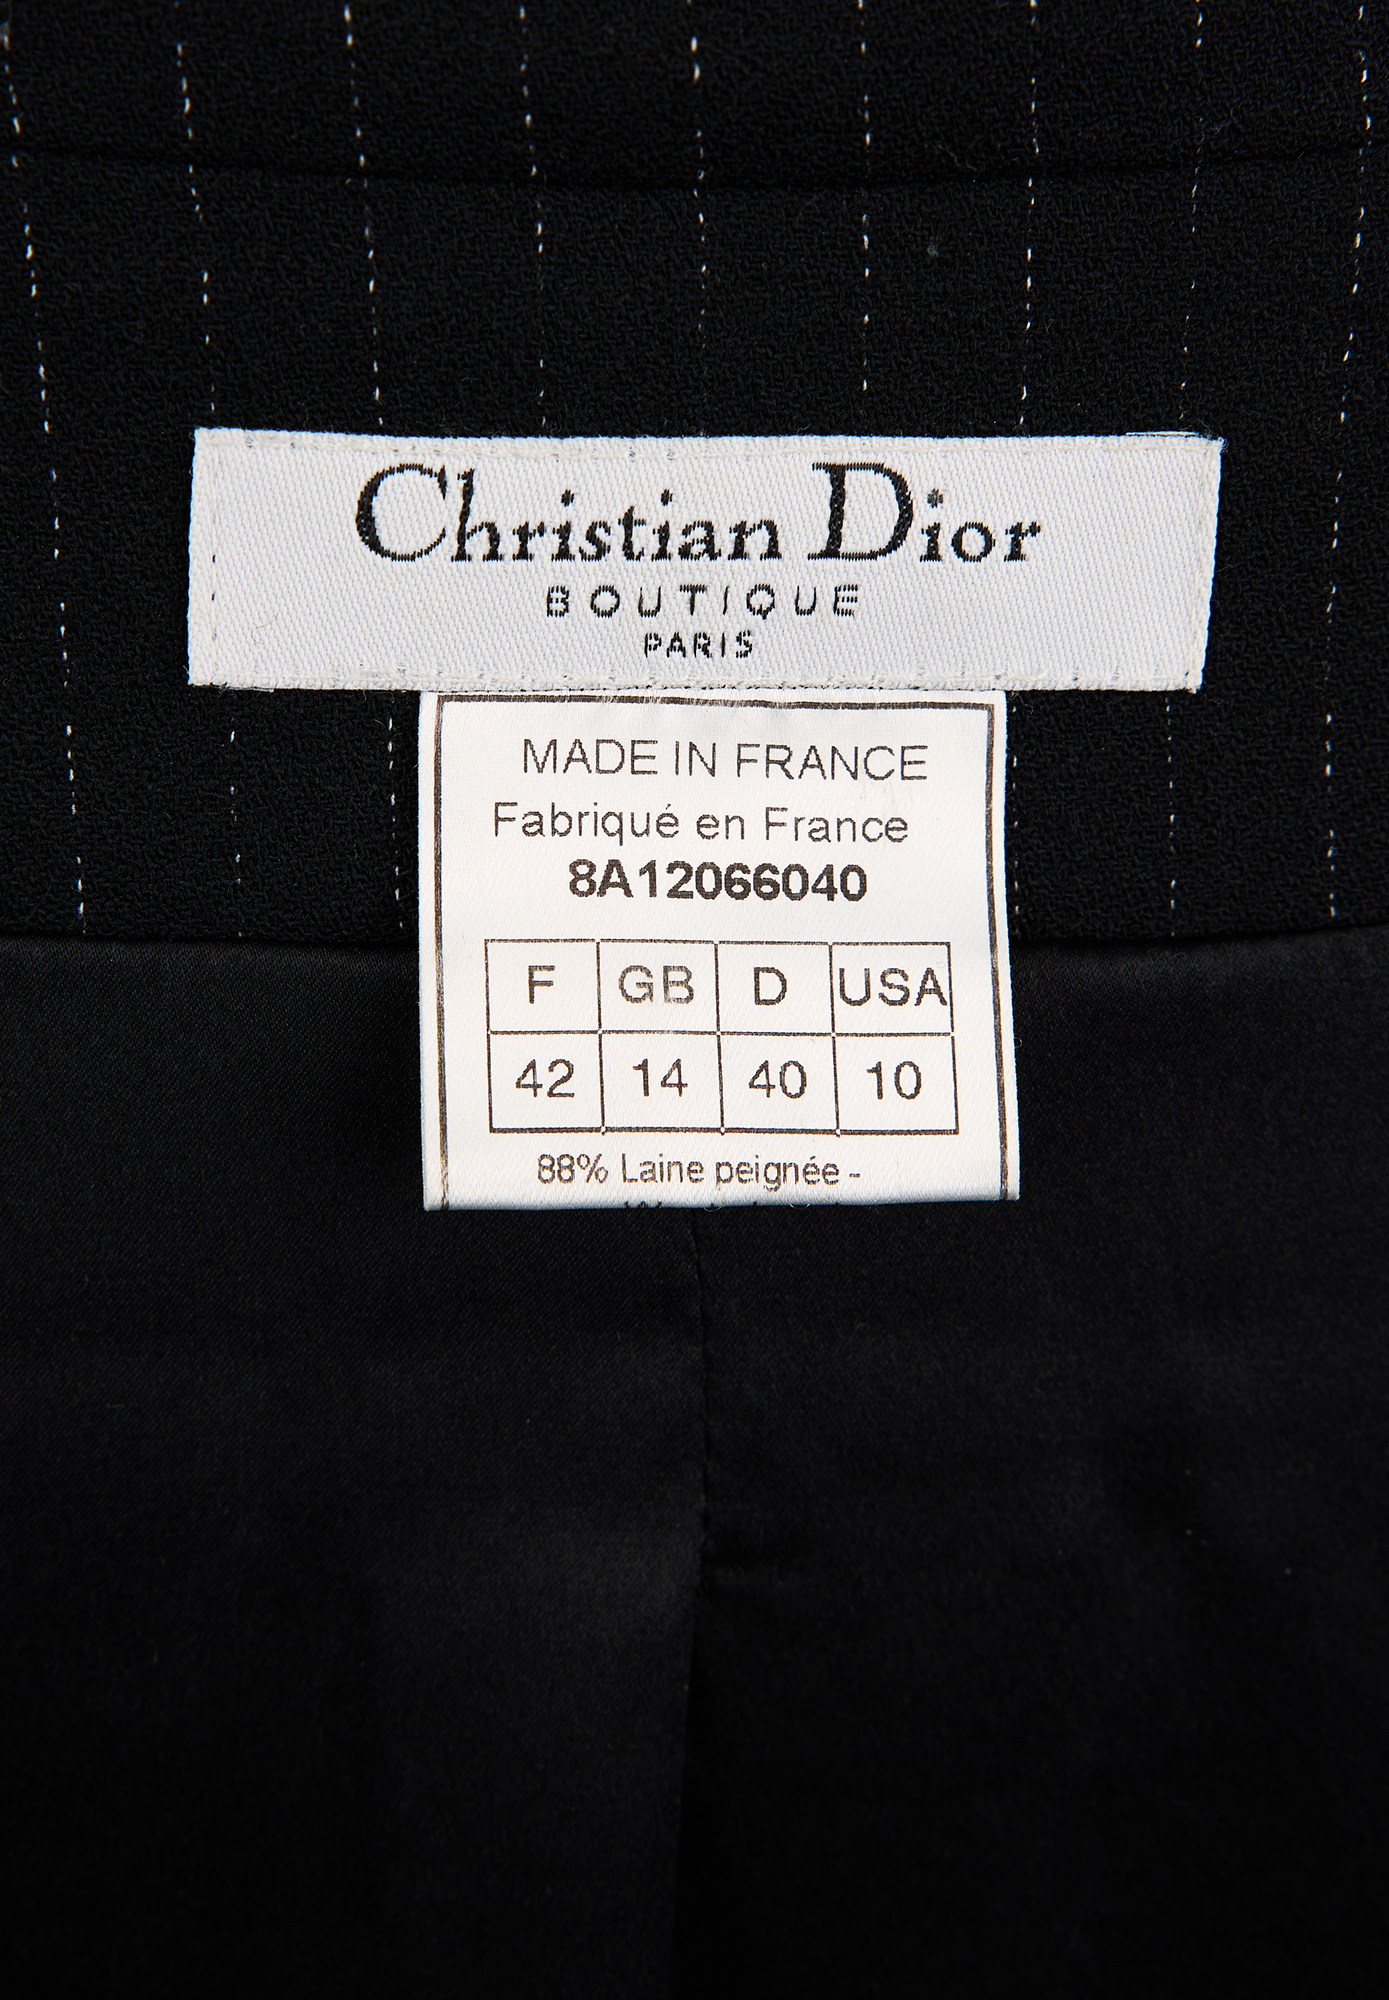 Christian Dior
BOUTIQUE
PARIS
MADE IN FRANCE
Fabriqué en France
8A12066040
F GB D USA
42 14 40 10
88% Laine peignée -